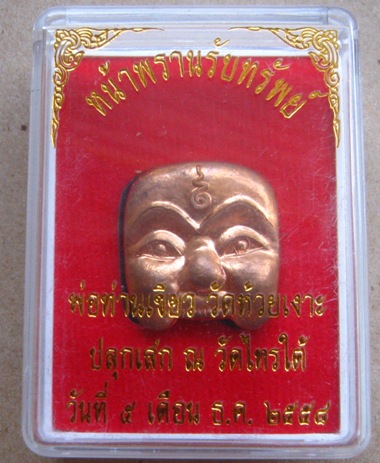 หน้าพรานรับทรัพย์
พ่อท่านเขียว วัดห้วยเงาะ
ปลุกเสก ณ วัดไทรใต้
วันที่ ๕ เดือน ธ.ค. ๒๕๕๔